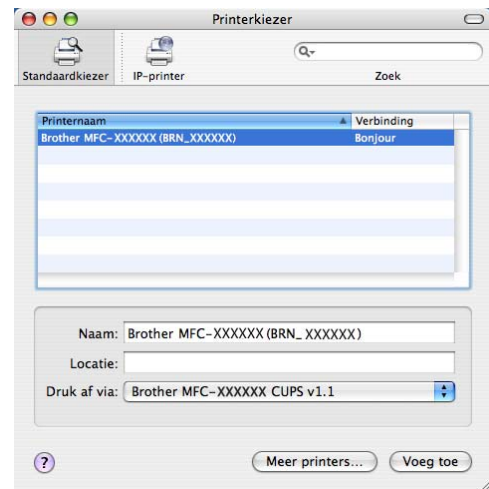 Printerkiezer
Standaardkiezer IP-printer Zoek
Printernaam Verbinding
Brother MFC-XXXXXX (BRN_XXXXXX) Bonjour
Naam: Brother MFC-XXXXXX (BRN_ XXXXXX)
Locatie:
Druk af via: Brother MFC-XXXXXX CUPS v1.1
? Meer printers... Voeg toe